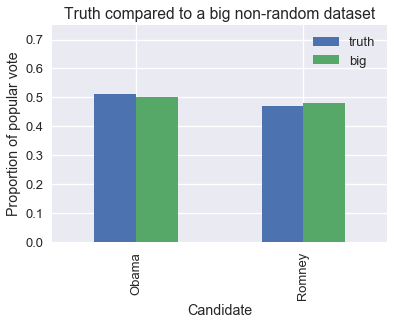 Truth compared to a big non-random dataset
truth
big
Proportion of popular vote
0.7
0.6
0.5
0.4
0.3
0.2
0.1
0.0
Obama
Romney
Candidate